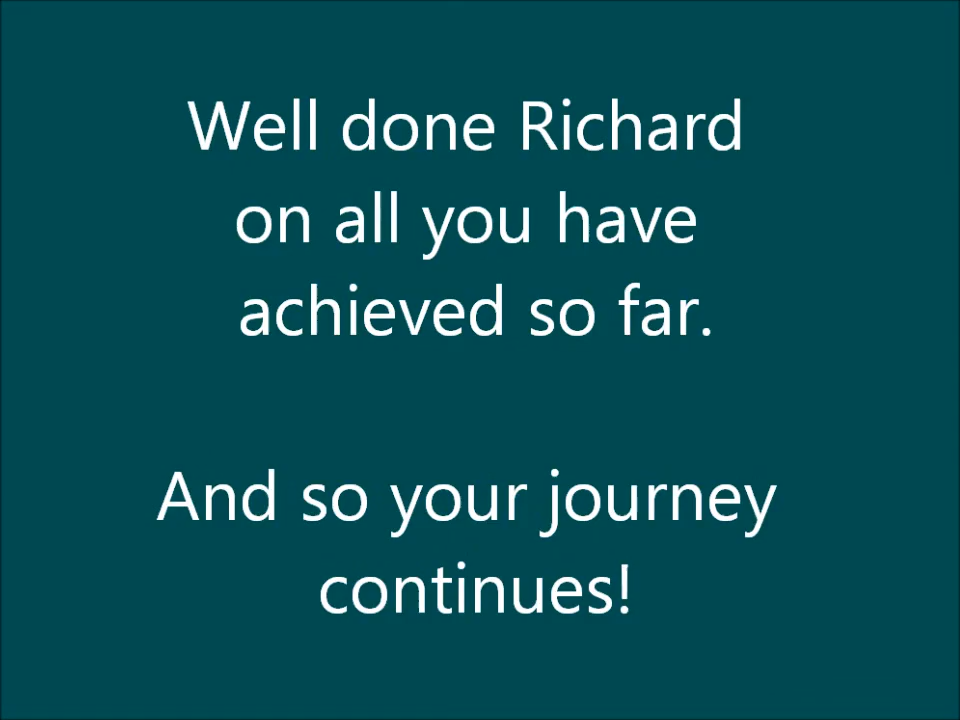 Well done Richard
on all you have
achieved so far.
And so your journey
continues!